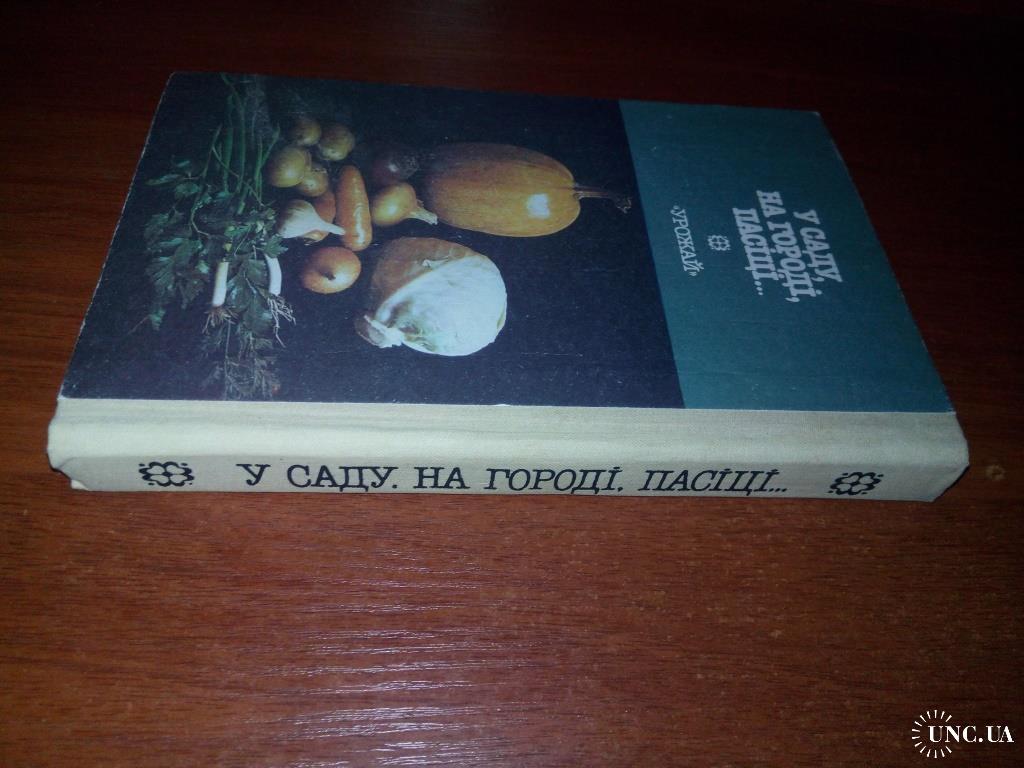 У САДУ,
НА ГОРОДІ,
ПАСІЦІ...
«УРОЖАЙ»
У САДУ, НА ГОРОДІ, ПАСІЦІ...
UNC.UA